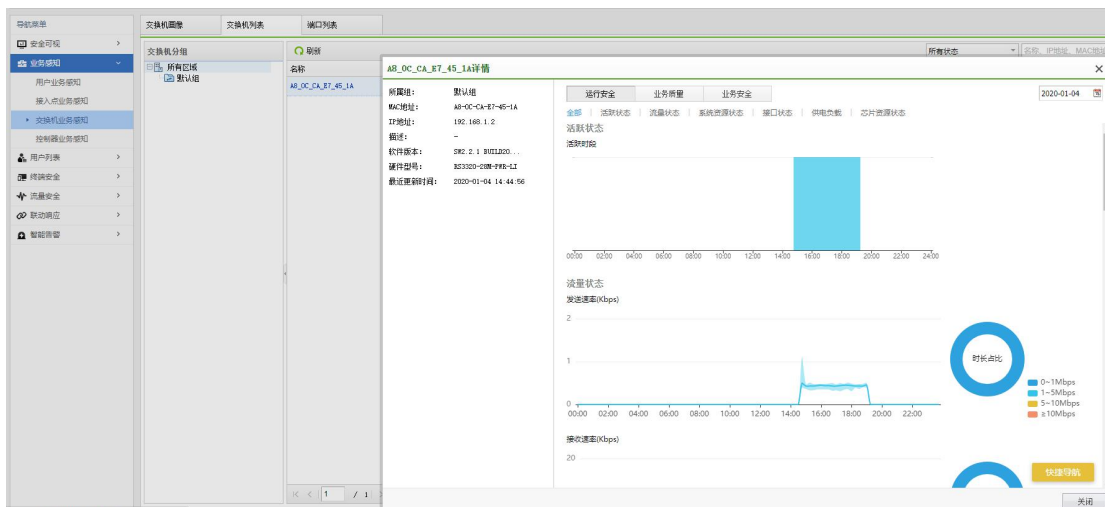 导航菜单
安全可视
业务感知
用户业务感知
接入点业务感知
交换机业务感知
控制器业务感知
用户列表
终端安全
流量安全
联动响应
智能告警
交换机画像 交换机列表 端口列表
交换机分组
所有区域
默认组
刷新
所有状态
名称、IP地址、MAC地址
名称
A8_0C_CA_E7_45_1A
1 / 1
A8_0C_CA_E7_45_1A详情
所属组: 默认组
MAC地址: A8-0C-CA-E7-45-1A
IP地址: 192.168.1.2
描述: -
软件版本: SW2.2.1 BUILD20...
硬件型号: RS3320-28M-PWR-LI
最近更新时间: 2020-01-04 14:44:56
运行安全 业务质量 业务安全
2020-01-04
全部 活跃状态 流量状态 系统资源状态 接口状态 供电负载 芯片资源状态
活跃状态
活跃时段
00:00 02:00 04:00 06:00 08:00 10:00 12:00 14:00 16:00 18:00 20:00 22:00 24:00
流量状态
发送速率(Kbps)
2
1
0
00:00 02:00 04:00 06:00 08:00 10:00 12:00 14:00 16:00 18:00 20:00 22:00
时长占比
0~1Mbps
1~5Mbps
5~10Mbps
≥10Mbps
接收速率(Kbps)
20
快捷导航
关闭